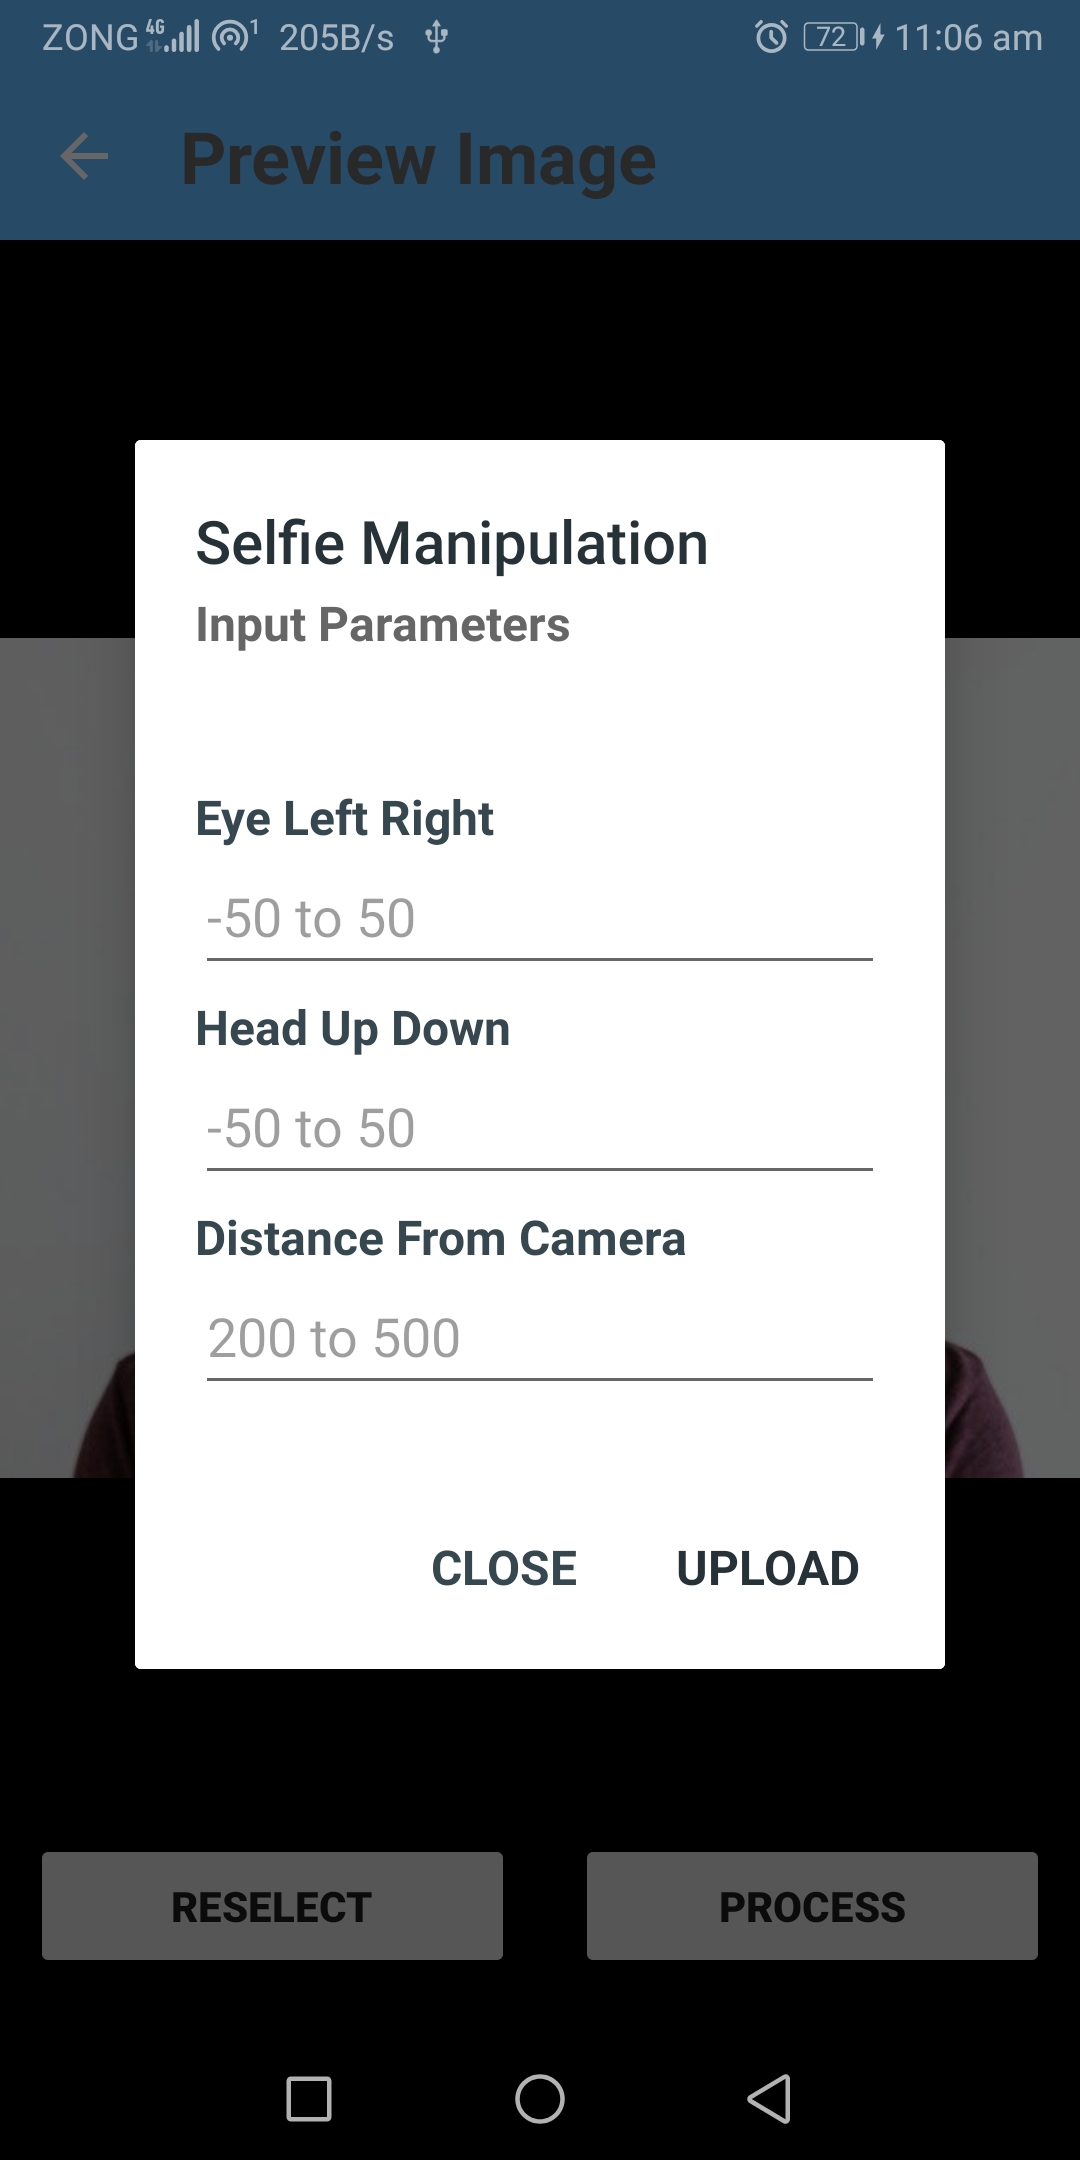 ZONG 4G 1 205B/s 72 11:06 am
Preview Image
Selfie Manipulation
Input Parameters
Eye Left Right
-50 to 50
Head Up Down
-50 to 50
Distance From Camera
200 to 500
CLOSE UPLOAD
RESELECT PROCESS